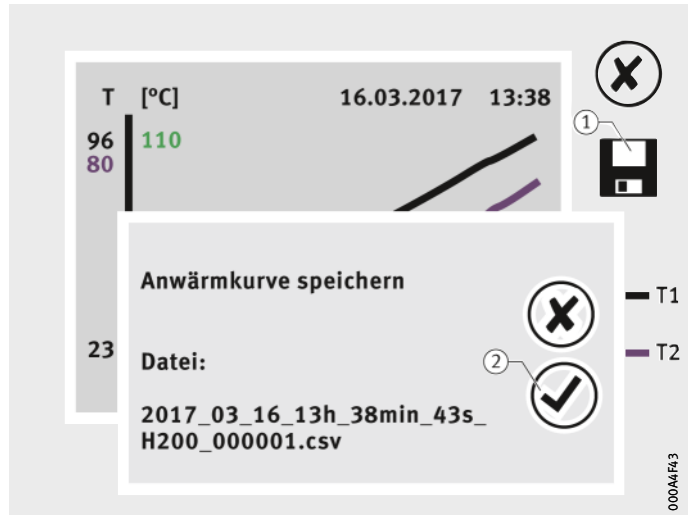 T [°C] 16.03.2017 13:38
1
96 110
80
Anwärmkurve speichern
T1
23
Datei:
2
T2
2017_03_16_13h_38min_43s_
H200_000001.csv
000A4F43